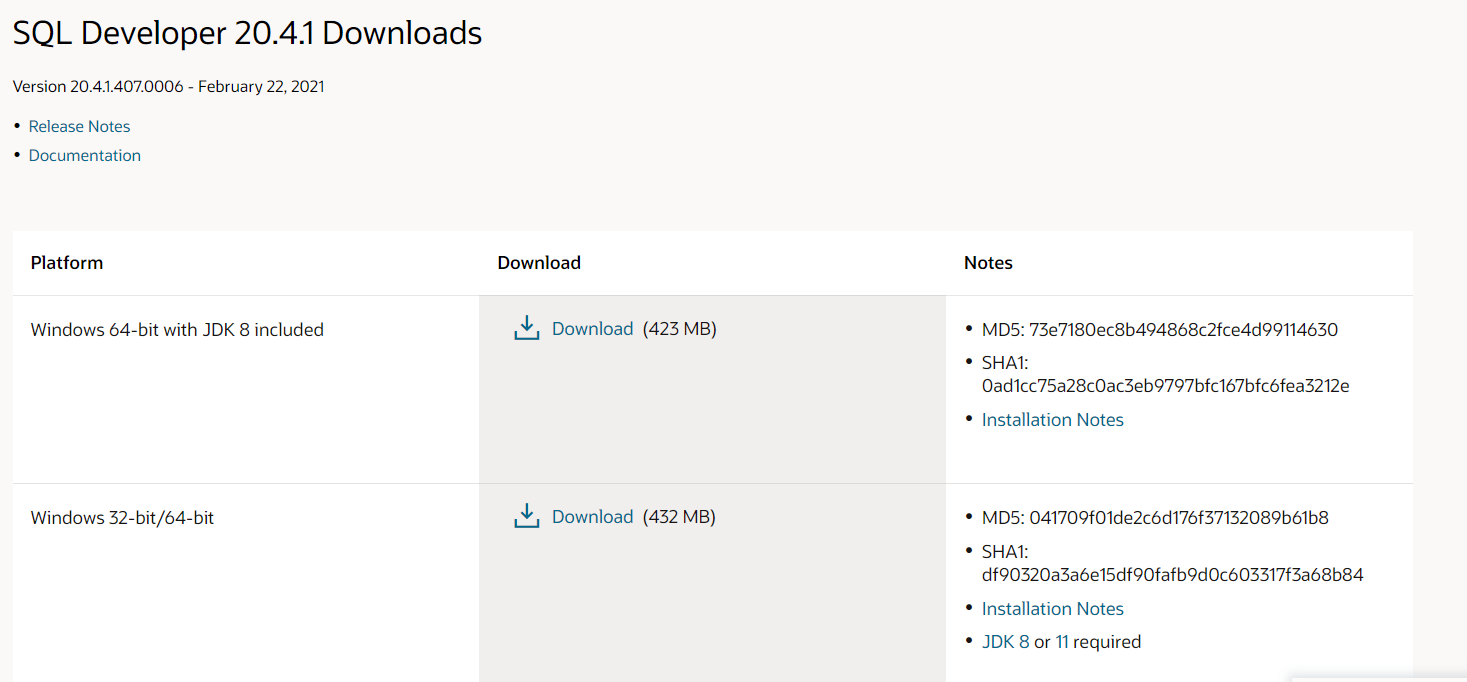 SQL Developer 20.4.1 Downloads
Version 20.4.1.407.0006 - February 22, 2021
• Release Notes
• Documentation
Platform Download Notes
Windows 64-bit with JDK 8 included Download (423 MB) • MD5: 73e7180ec8b494868c2fce4d99114630
• SHA1:
0ad1cc75a28c0ac3eb9797bfc167bfc6fea3212e
• Installation Notes
Windows 32-bit/64-bit Download (432 MB) • MD5: 041709f01de2c6d176f37132089b61b8
• SHA1:
df90320a3a6e15df90fafb9d0c603317f3a68b84
• Installation Notes
• JDK 8 or 11 required